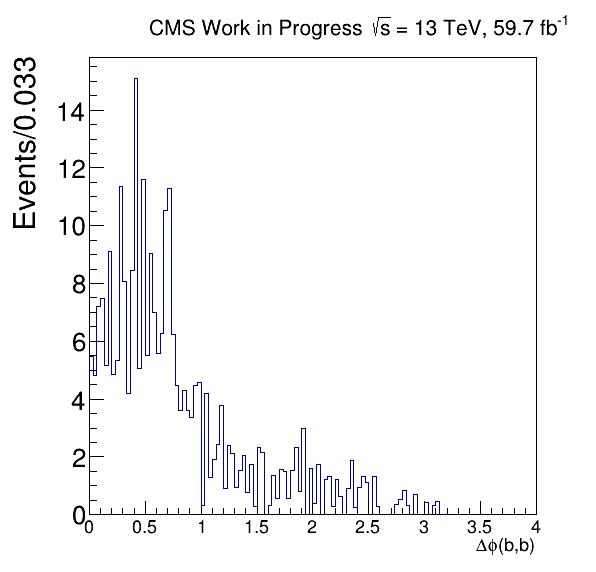 CMS Work in Progress √s = 13 TeV, 59.7 fb⁻¹
Events/0.033
14
12
10
8
6
4
2
0
0 0.5 1 1.5 2 2.5 3 3.5 4
Δϕ(b,b)